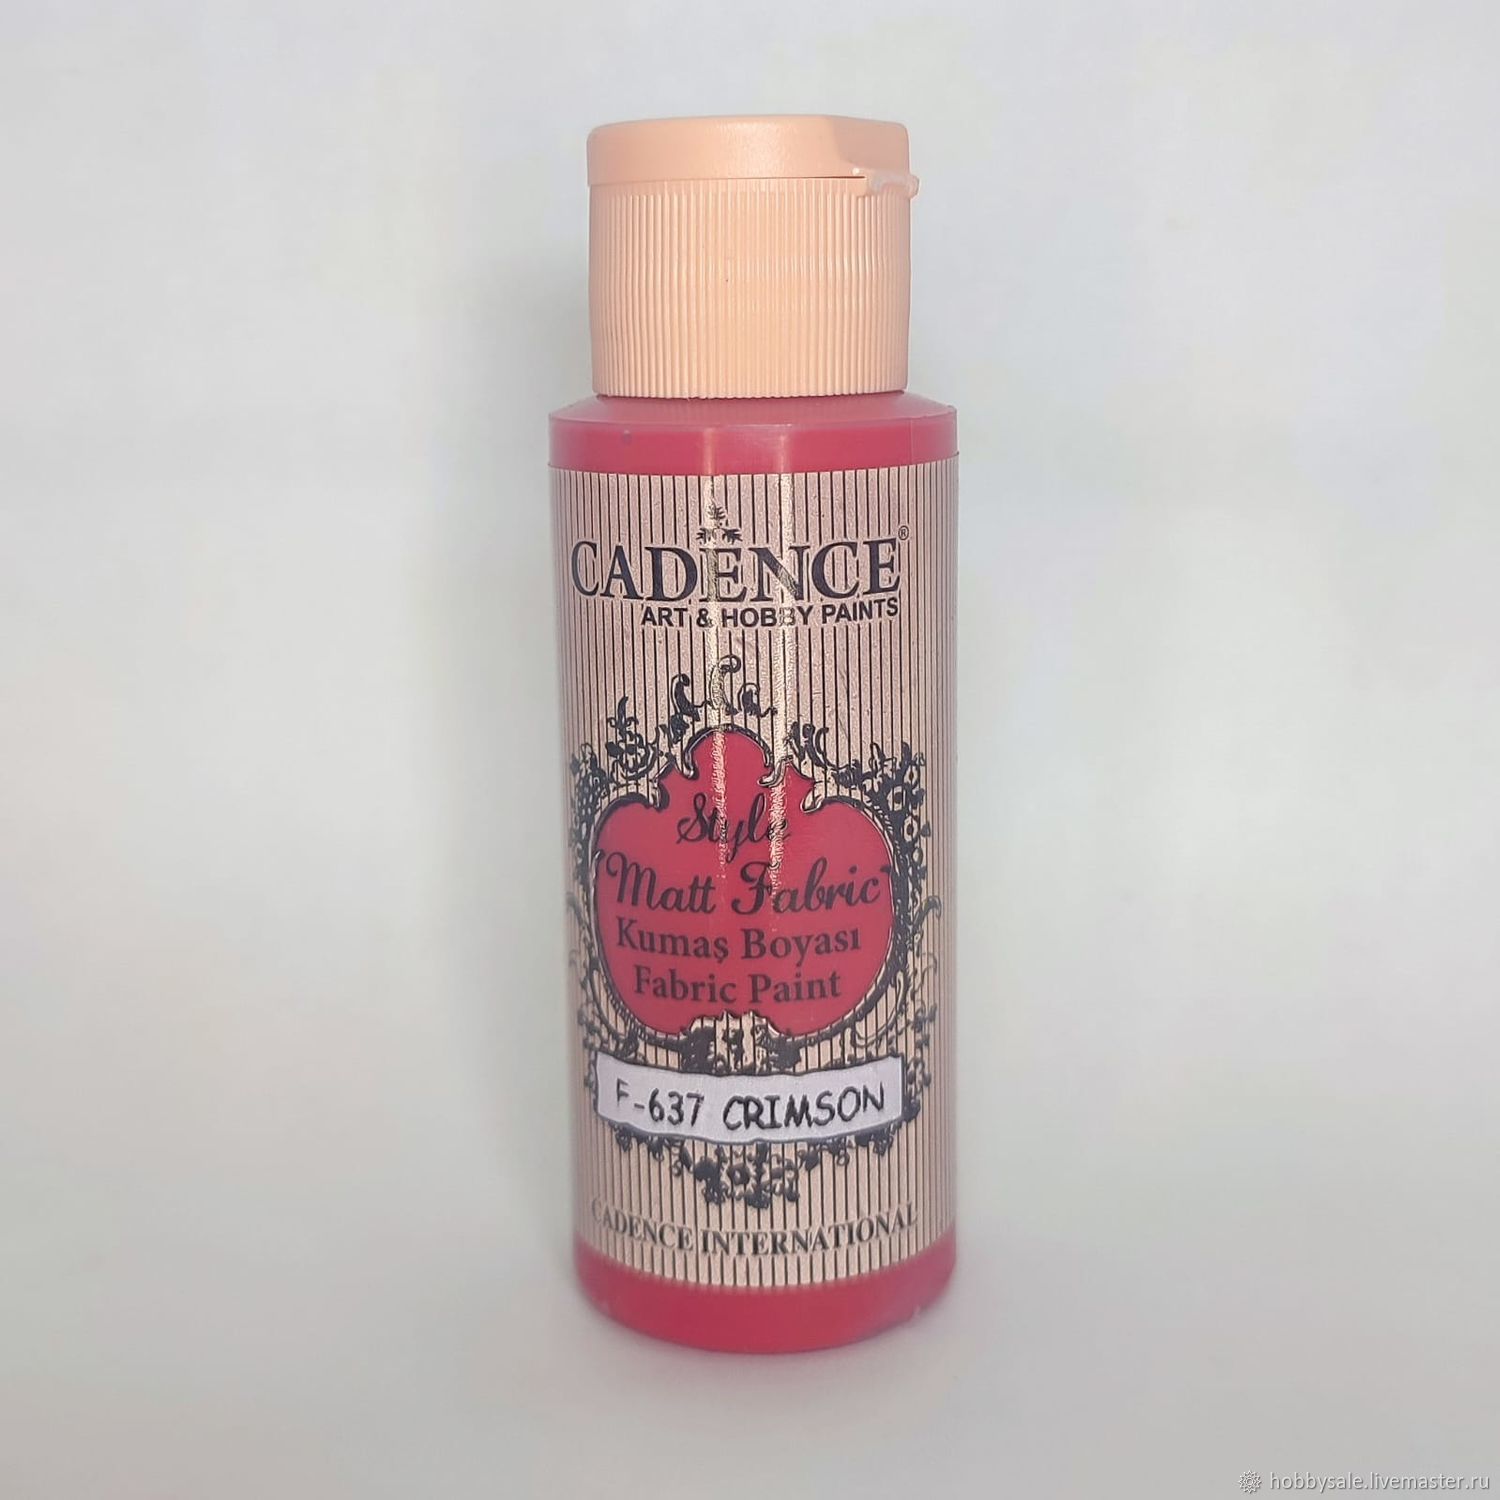 CADENCE®
ART & HOBBY PAINTS
Style
Matt Fabric
Kumaş Boyası
Fabric Paint
F-637 CRIMSON
CADENCE INTERNATIONAL
hobbysale.livemaster.ru